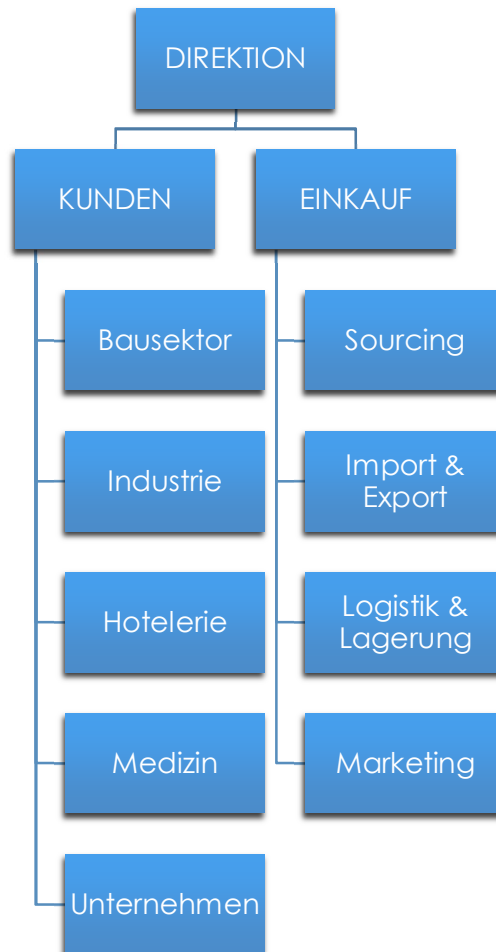 DIREKTION
KUNDEN
EINKAUF
Bausektor
Industrie
Hotelerie
Medizin
Unternehmen
Sourcing
Import &
Export
Logistik &
Lagerung
Marketing